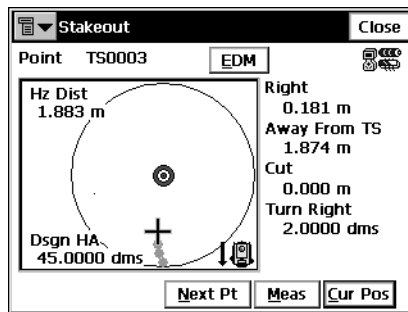 Stakeout
Close
Point TS0003
EDM
Hz Dist
1.883 m
Dsgn HA
45.0000 dms
Right
0.181 m
Away From TS
1.874 m
Cut
0.000 m
Turn Right
2.0000 dms
Next Pt
Meas
Cur Pos